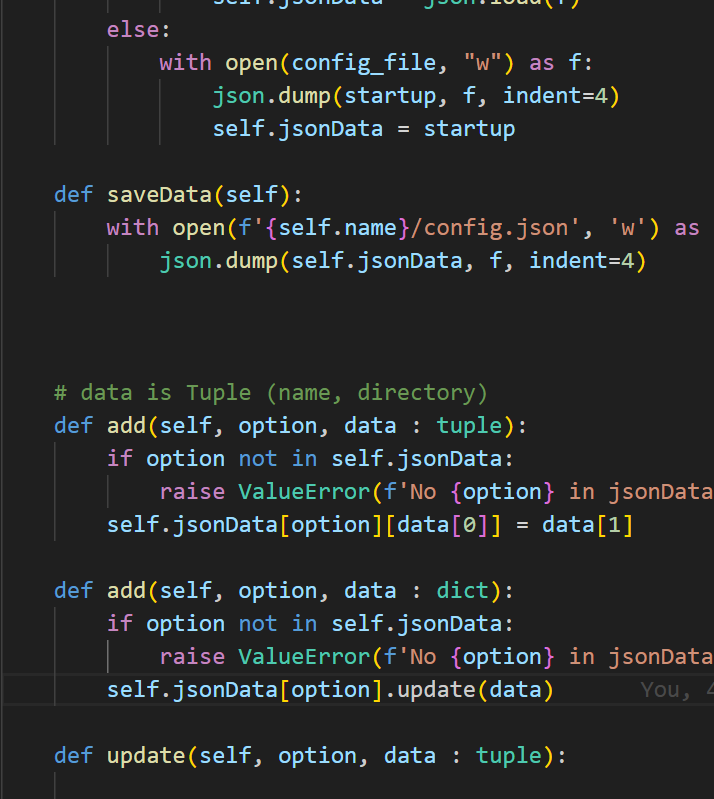 self.jsonData = json.load(f)
else:
with open(config_file, "w") as f:
json.dump(startup, f, indent=4)
self.jsonData = startup
def saveData(self):
with open(f'{self.name}/config.json', 'w') as
json.dump(self.jsonData, f, indent=4)
# data is Tuple (name, directory)
def add(self, option, data : tuple):
if option not in self.jsonData:
raise ValueError(f'No {option} in jsonData
self.jsonData[option][data[0]] = data[1]
def add(self, option, data : dict):
if option not in self.jsonData:
raise ValueError(f'No {option} in jsonData
self.jsonData[option].update(data)
You, 4
def update(self, option, data : tuple):